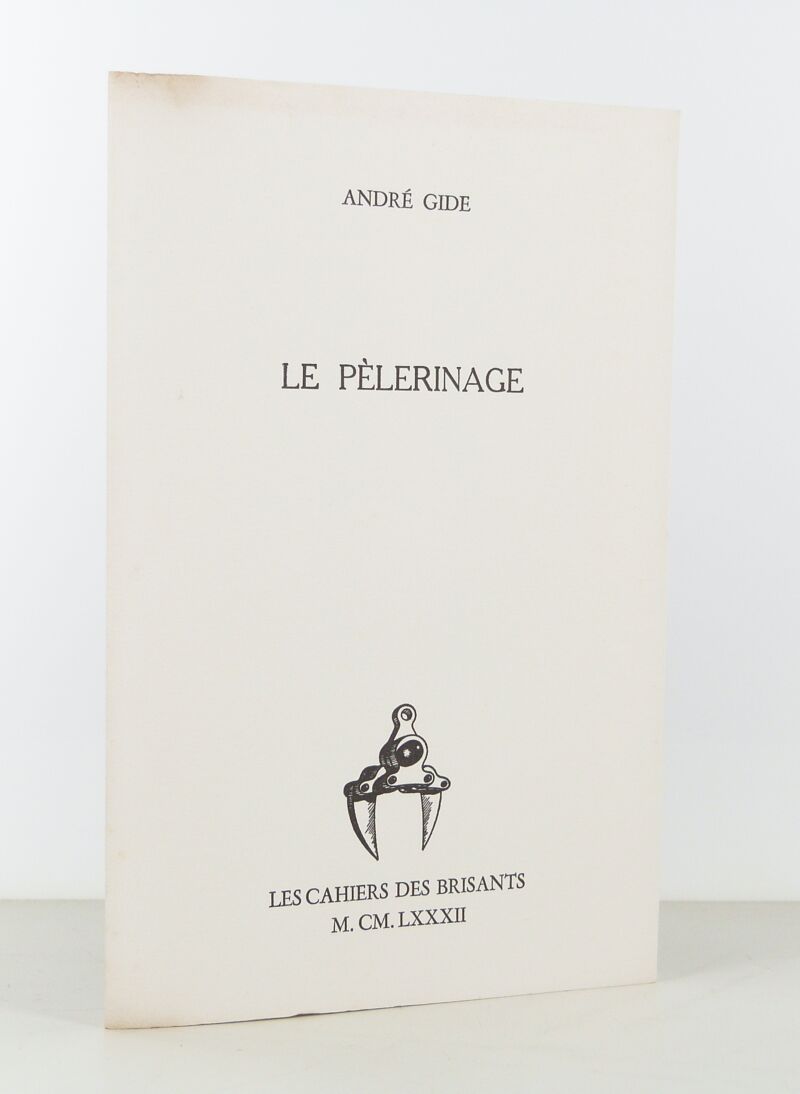 ANDRÉ GIDE
LE PÈLERINAGE
LES CAHIERS DES BRISANTS
M. CM. LXXXII